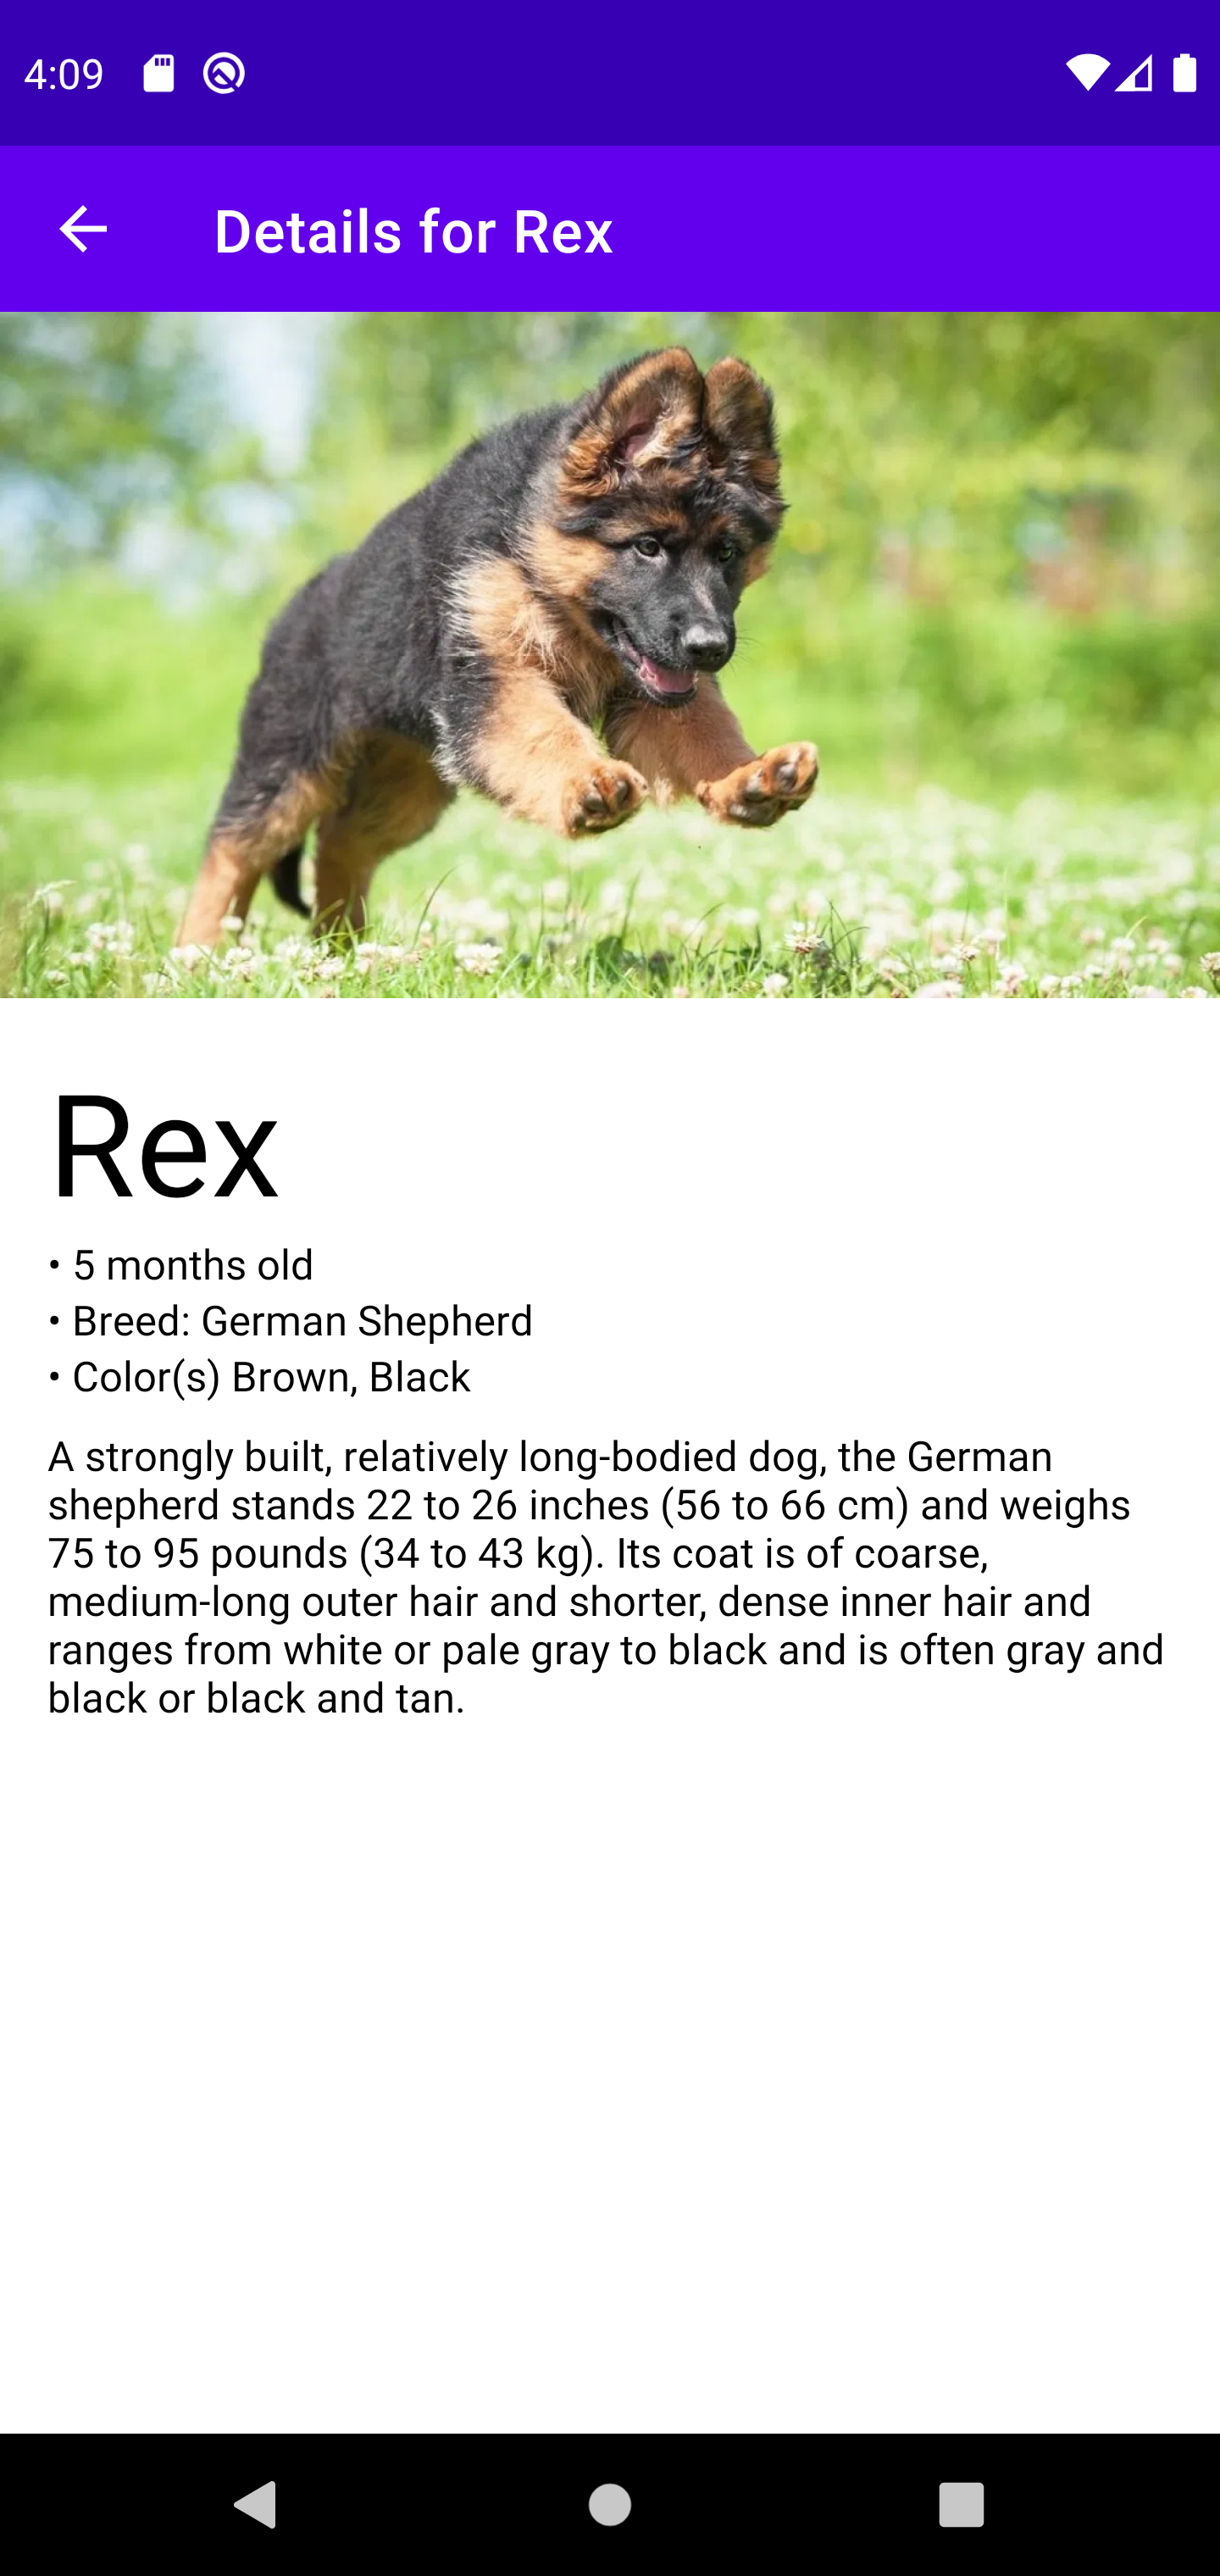 4:09
Details for Rex
Rex
• 5 months old
• Breed: German Shepherd
• Color(s) Brown, Black
A strongly built, relatively long-bodied dog, the German
shepherd stands 22 to 26 inches (56 to 66 cm) and weighs
75 to 95 pounds (34 to 43 kg). Its coat is of coarse,
medium-long outer hair and shorter, dense inner hair and
ranges from white or pale gray to black and is often gray and
black or black and tan.